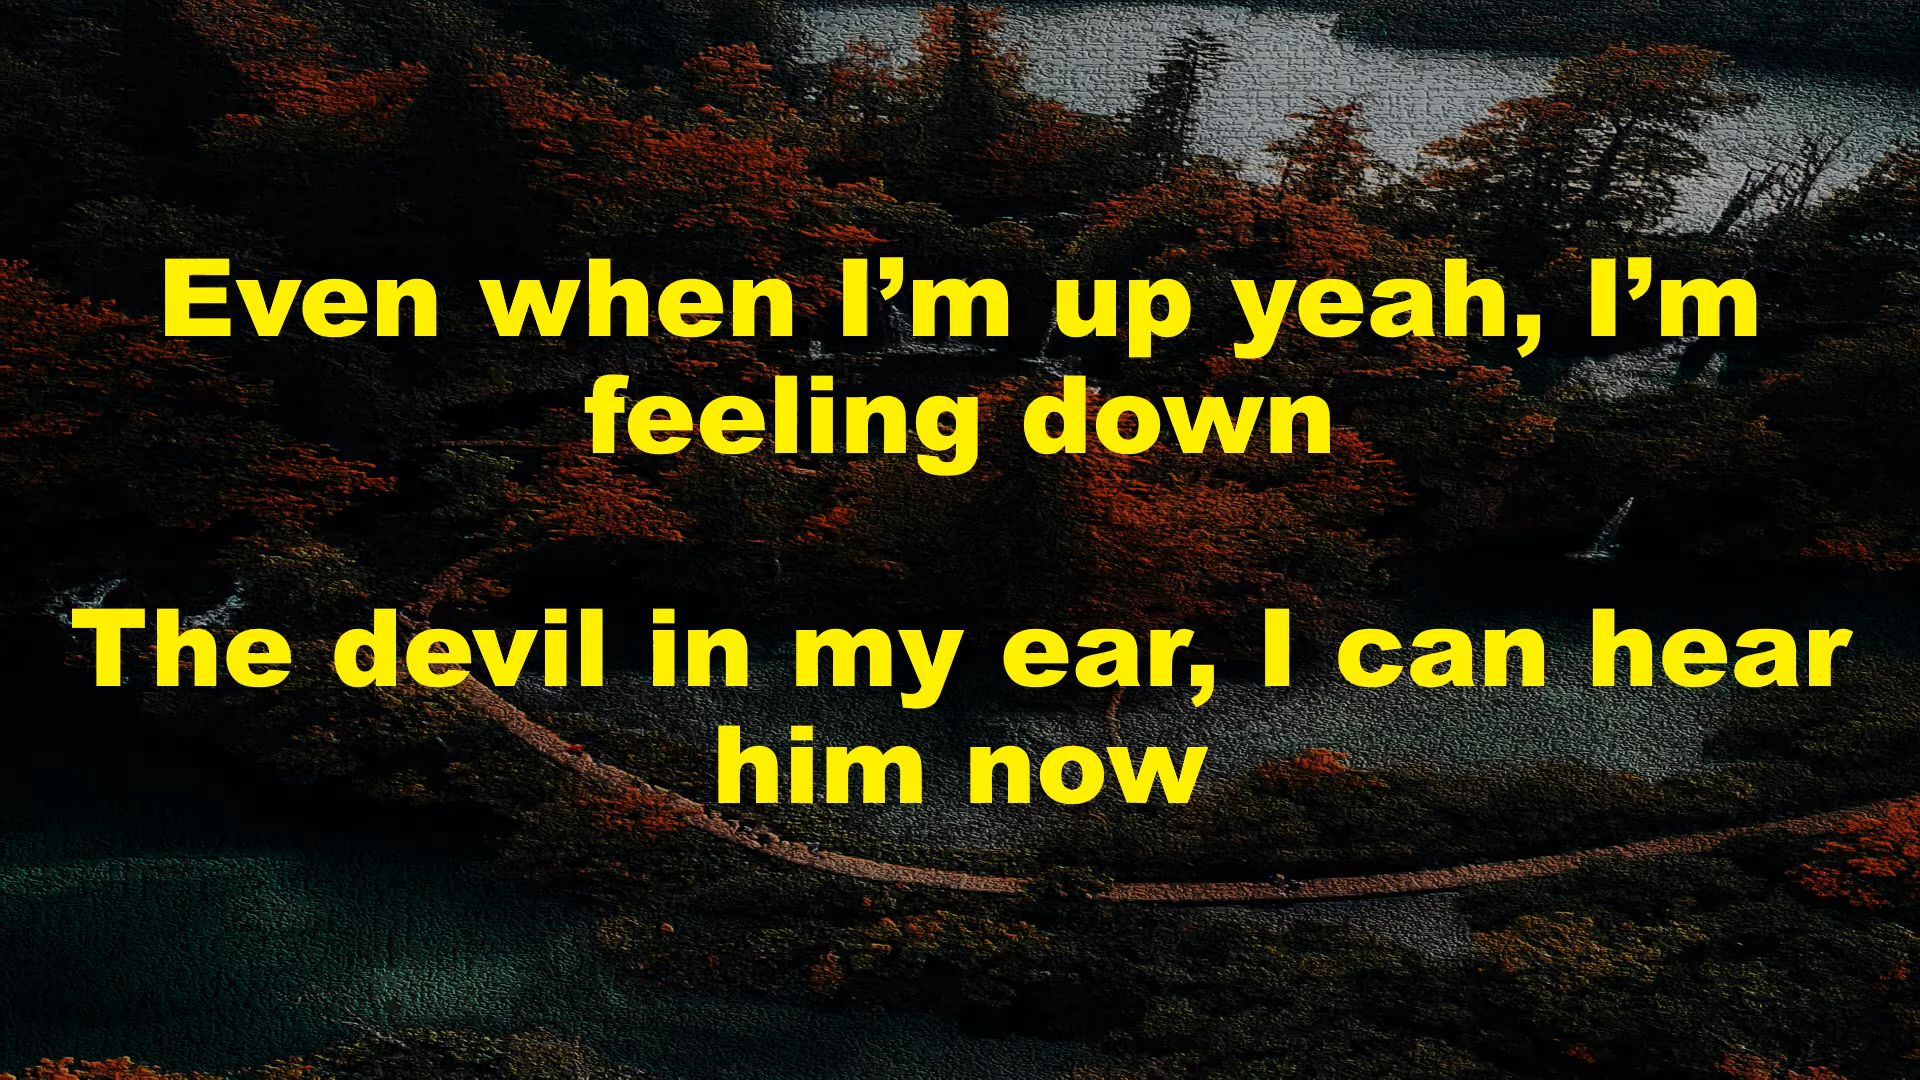 Even when I’m up yeah, I’m
feeling down
The devil in my ear, I can hear
him now